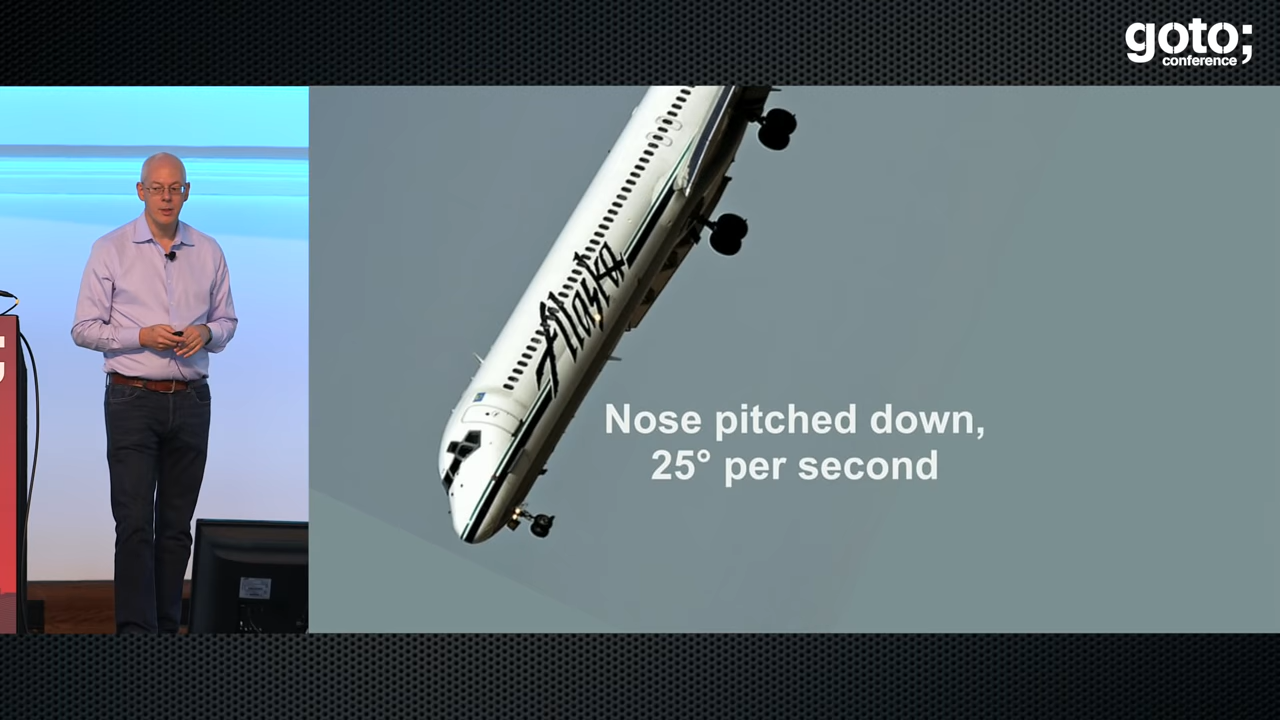 goto;
conference
Alaska
Nose pitched down,
25° per second